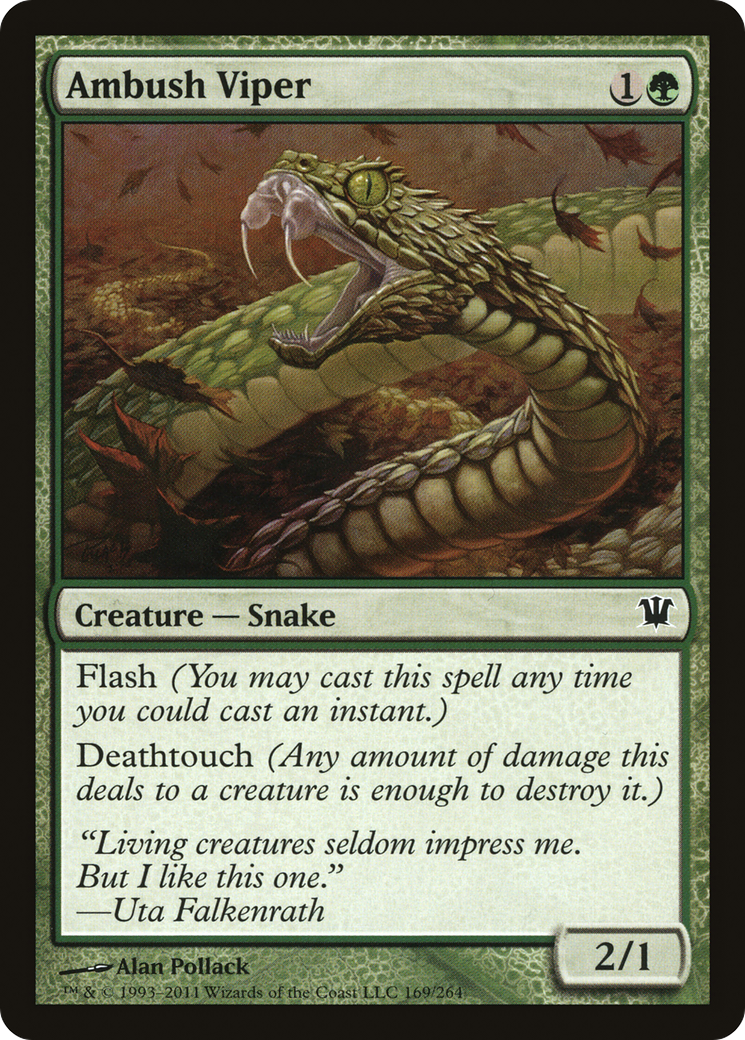 Ambush Viper 1
Creature — Snake
Flash (You may cast this spell any time
you could cast an instant.)
Deathtouch (Any amount of damage this
deals to a creature is enough to destroy it.)
“Living creatures seldom impress me.
But I like this one.”
—Uta Falkenrath
2/1
Alan Pollack
™ & © 1993–2011 Wizards of the Coast LLC 169/264